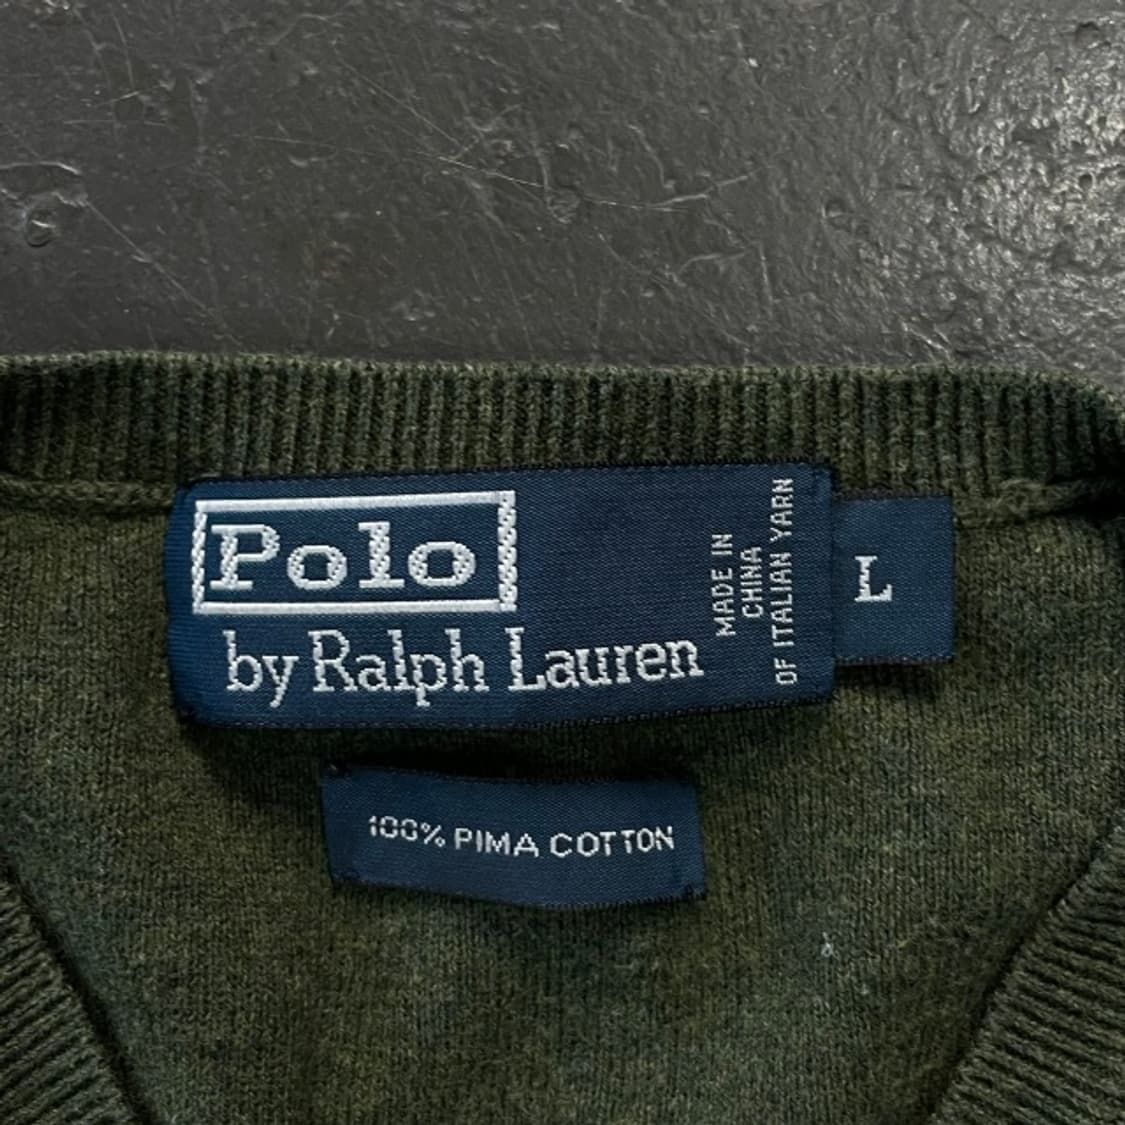 Polo
by Ralph Lauren
MADE IN
CHINA
OF ITALIAN YARN
L
100% PIMA COTTON